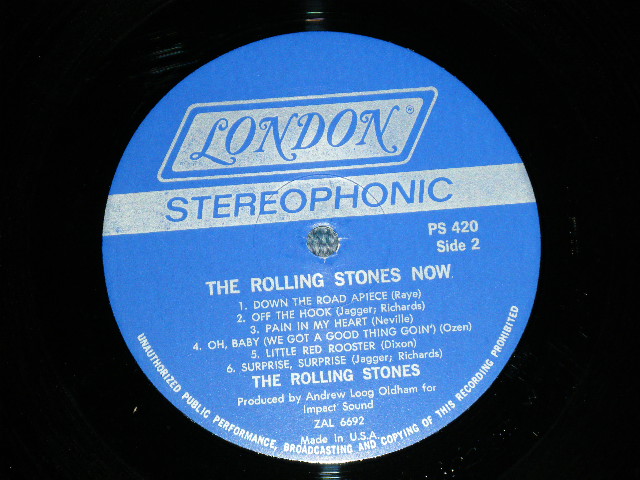 LONDON®
STEREOPHONIC
PS 420
Side 2
THE ROLLING STONES NOW
1. DOWN THE ROAD APIECE (Raye)
2. OFF THE HOOK (Jagger; Richards)
3. PAIN IN MY HEART (Neville)
4. OH, BABY (WE GOT A GOOD THING GOIN') (Ozen)
5. LITTLE RED ROOSTER (Dixon)
6. SURPRISE, SURPRISE (Jagger; Richards)
THE ROLLING STONES
Produced by Andrew Loog Oldham for
Impact Sound
ZAL 6692
Made in U.S.A.
UNAUTHORIZED PUBLIC PERFORMANCE, BROADCASTING AND COPYING OF THIS RECORDING PROHIBITED